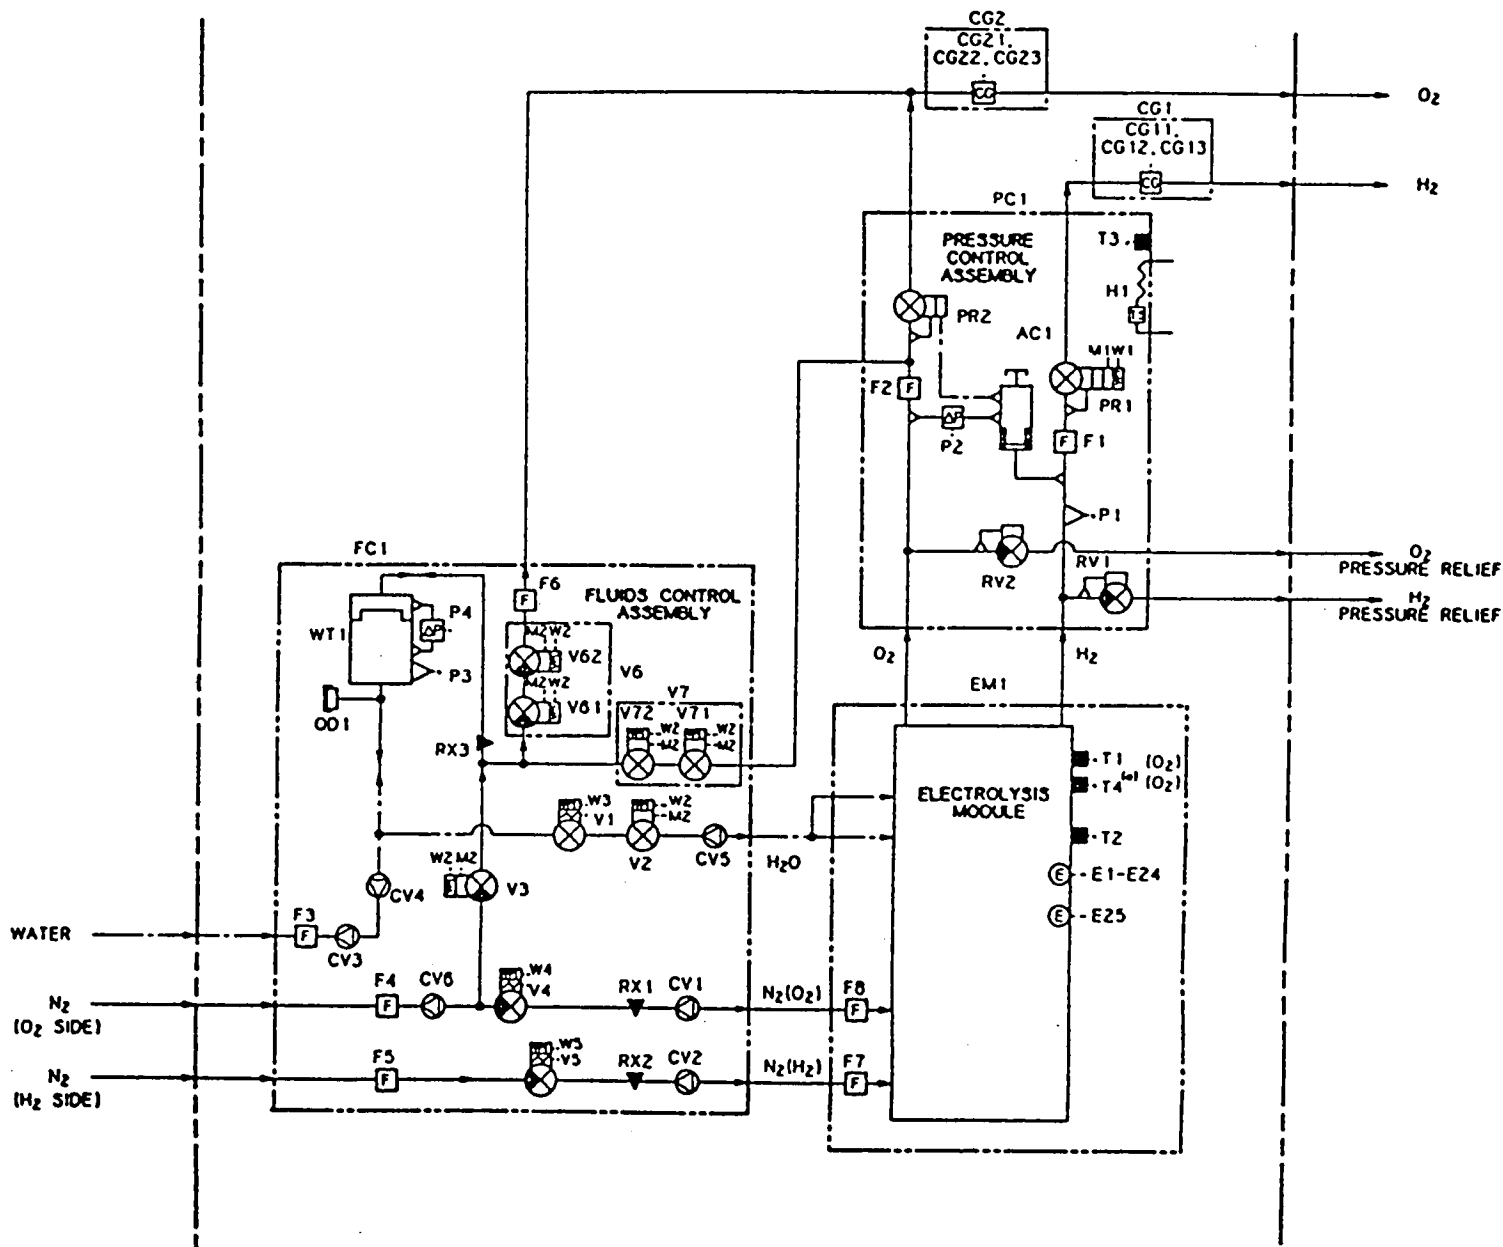 CG2
CG21,
CG22, CG23
CG
O₂
CG1
CG11,
CG12, CG13
CG
H₂
PC1
PRESSURE
CONTROL
ASSEMBLY
T3
H1
T3
PR2
AC1
M1 W1
PR1
F2
F
F
F1
ΔP
P2
P1
RV2
RV1
O₂
PRESSURE RELIEF
H₂
PRESSURE RELIEF
O₂
H₂
FC1
FLUIDS CONTROL
ASSEMBLY
F6
F
WT1
P4
ΔP
P3
OD1
M2 W2
V62
V6
M2 W2
V61
V7
V72 V71
W2
M2
W2
M2
RX3
W3
V1
W2
M2
V2
CV5
H₂O
W2 M2
V3
CV4
WATER
F3
F
CV3
N₂
(O₂ SIDE)
F4
F
CV6
W4
V4
RX1
CV1
N₂(O₂)
F8
F
N₂
(H₂ SIDE)
F5
F
W5
V5
RX2
CV2
N₂(H₂)
F7
F
EM1
ELECTROLYSIS
MODULE
T1 (O₂)
T4(a) (O₂)
T2
E
E1-E24
E
E25